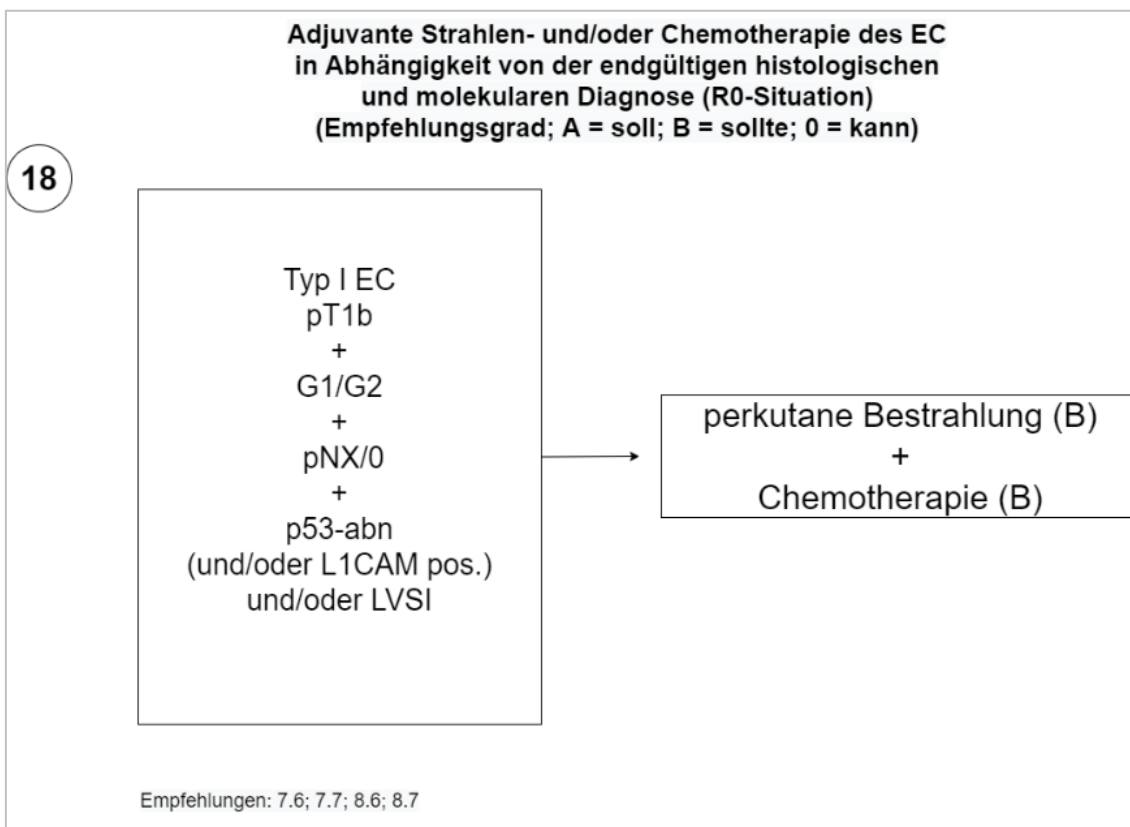 Adjuvante Strahlen- und/oder Chemotherapie des EC
in Abhängigkeit von der endgültigen histologischen
und molekularen Diagnose (R0-Situation)
(Empfehlungsgrad; A = soll; B = sollte; 0 = kann)
18
Typ I EC
pT1b
+
G1/G2
+
pNX/0
+
p53-abn
(und/oder L1CAM pos.)
und/oder LVSI
perkutane Bestrahlung (B)
+
Chemotherapie (B)
Empfehlungen: 7.6; 7.7; 8.6; 8.7